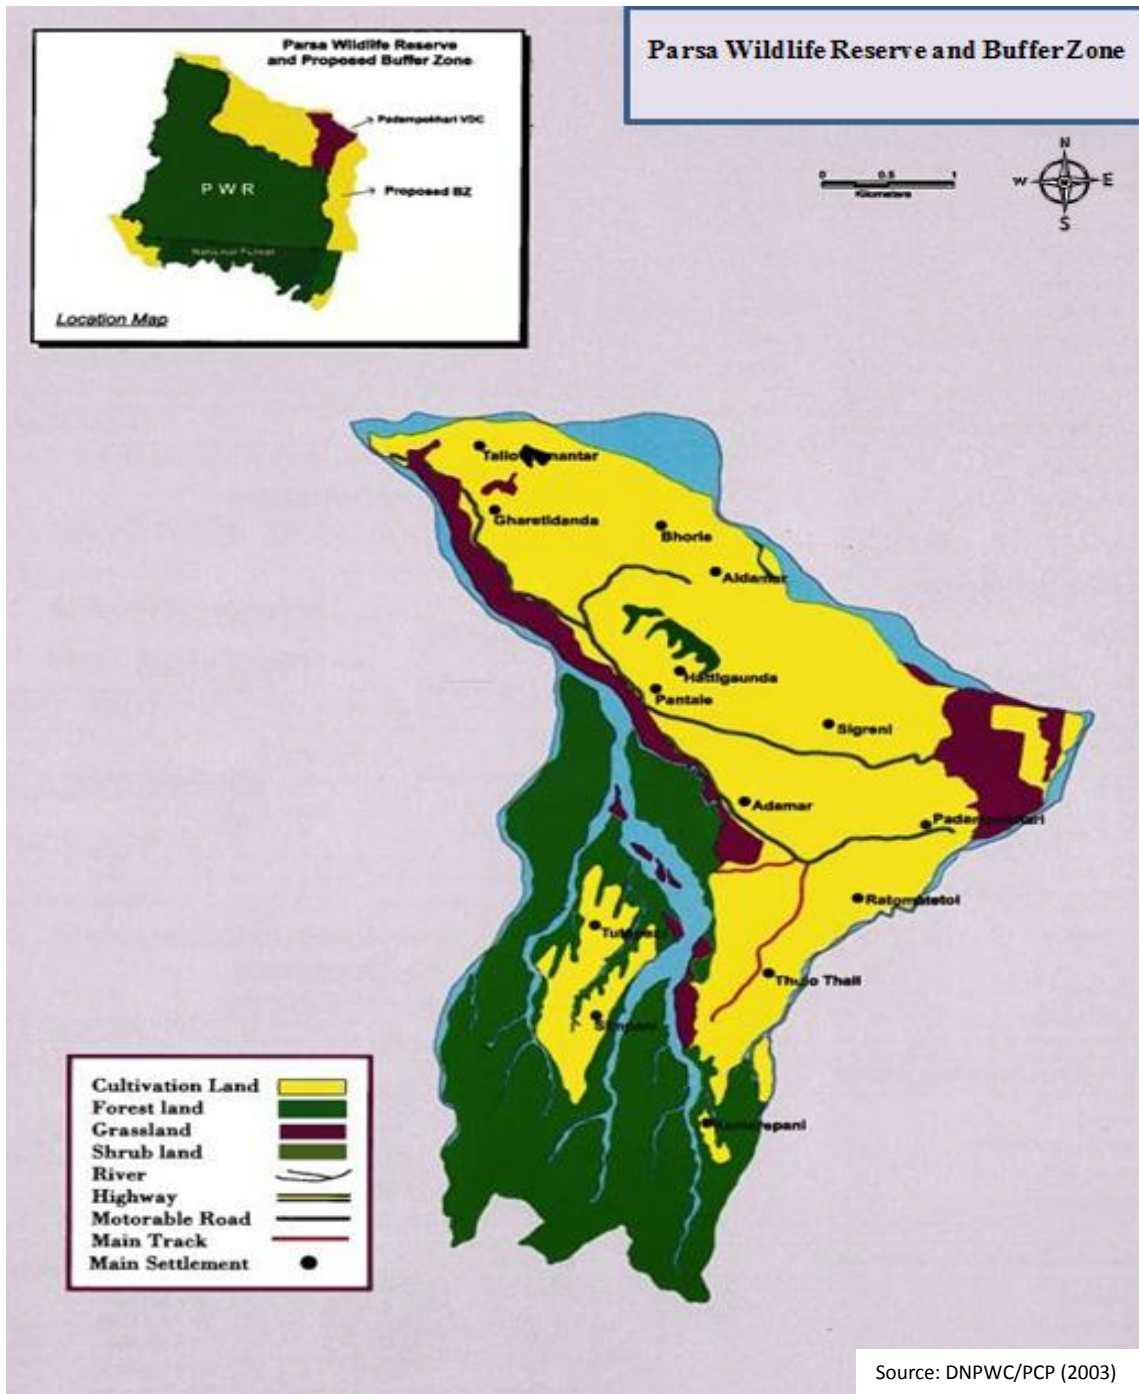 Parsa Wildlife Reserve
and Proposed Buffer Zone
Padampokhari VDC
PWR
Proposed BZ
National Forest
Location Map
Parsa Wildlife Reserve and Buffer Zone
N
W
E
S
0
0.5
1
Kilometers
Gharetidanda
Bhorle
Aldamar
Hattigaunda
Pantale
Sigreni
Adamar
Ratomatetol
Thulo Thali
Cultivation Land
Forest land
Grassland
Shrub land
River
Highway
Motorable Road
Main Track
Main Settlement
Source: DNPWC/PCP (2003)